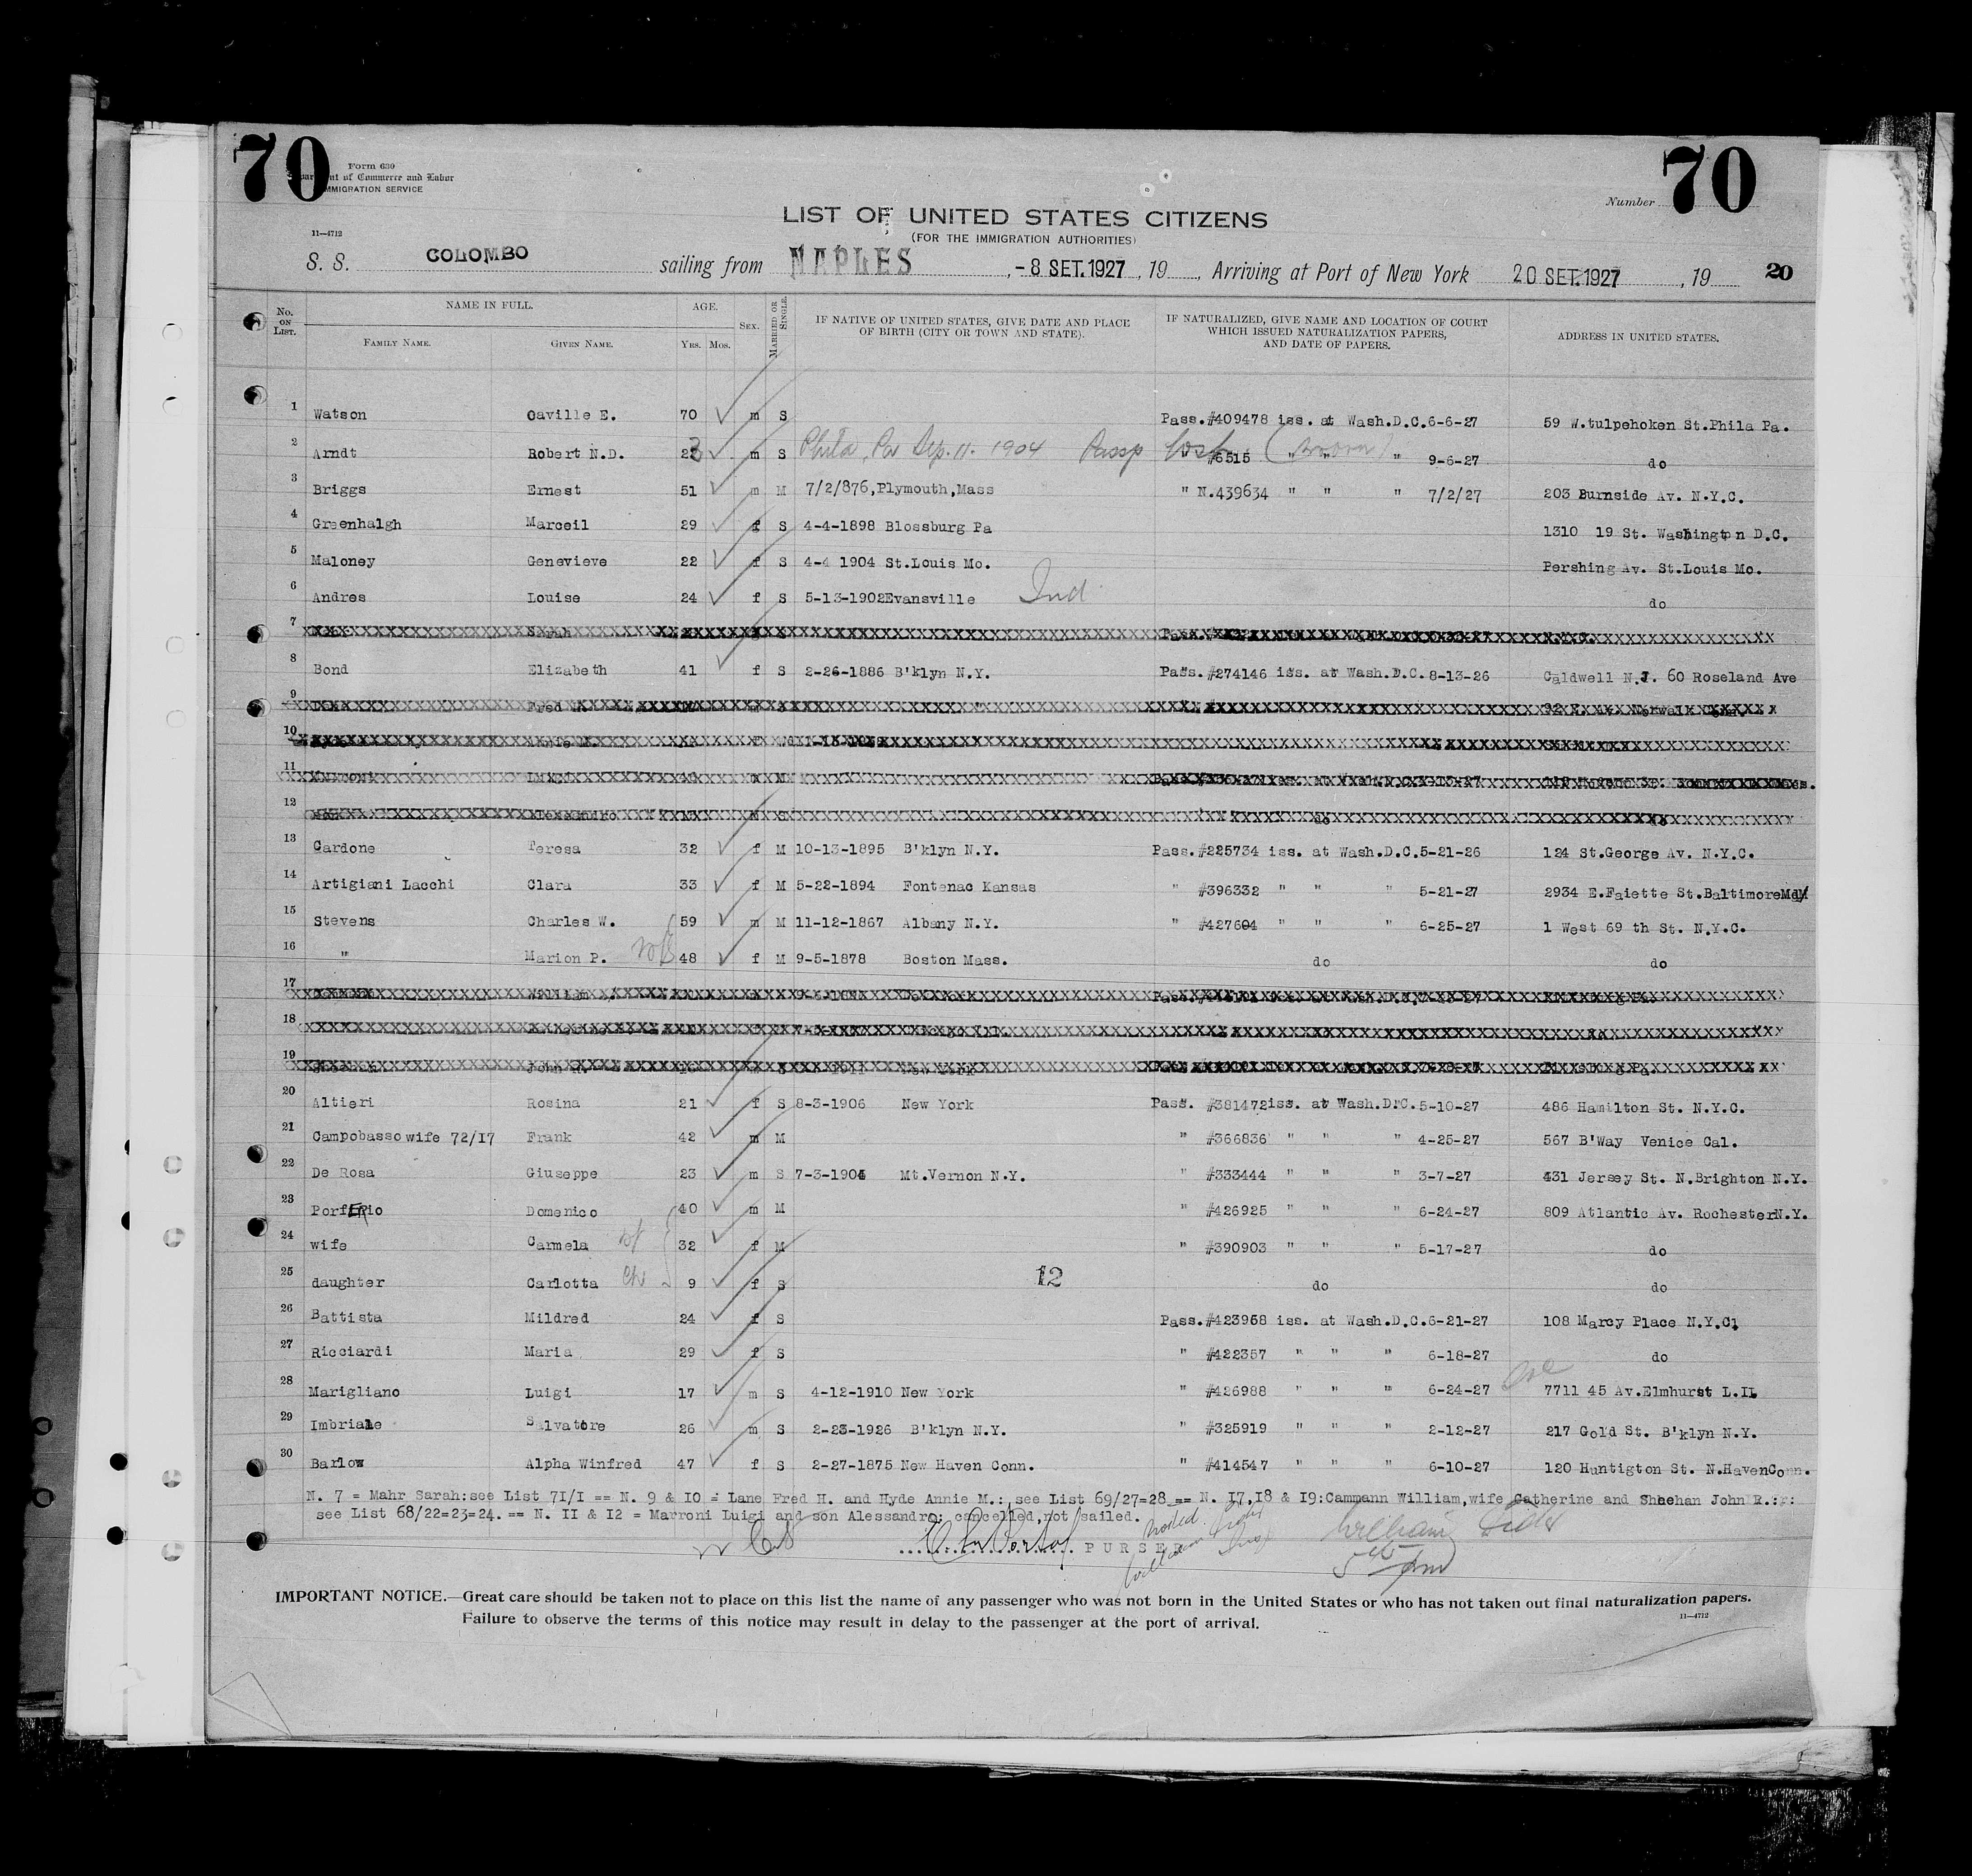 70
70
Form 630
nt of Commerce and Labor
MMIGRATION SERVICE
Number
11—4712
LIST OF UNITED STATES CITIZENS
(FOR THE IMMIGRATION AUTHORITIES)
S. S. COLOMBO sailing from NAPLES, -8 SET.1927, 19 , Arriving at Port of New York 20 SET.1927, 19 20
No. ON LIST. NAME IN FULL. AGE. SEX. MARRIED OR SINGLE. IF NATIVE OF UNITED STATES, GIVE DATE AND PLACE OF BIRTH (CITY OR TOWN AND STATE). IF NATURALIZED, GIVE NAME AND LOCATION OF COURT WHICH ISSUED NATURALIZATION PAPERS, AND DATE OF PAPERS. ADDRESS IN UNITED STATES.
FAMILY NAME. GIVEN NAME. YRS. MOS.
1 Watson Caville E. 70 m S Pass.#409478 iss. at Wash.D.C.6-6-27 59 W.tulpehoken St.Phila Pa.
2 Arndt Robert N.D. 23 m S Phila, Pa Sep. 11. 1904 Passp #6515 " " " 9-6-27 do
3 Briggs Ernest 51 m M 7/2/876,Plymouth,Mass " N.439634 " " " 7/2/27 203 Burnside Av. N.Y.C.
4 Greenhalgh Marceil 29 f S 4-4-1898 Blossburg Pa 1310 19 St. Washington D.C.
5 Maloney Genevieve 22 f S 4-4 1904 St.Louis Mo. Pershing Av. St.Louis Mo.
6 Andres Louise 24 f S 5-13-1902Evansville Ind do
7 Sarah
8 Bond Elizabeth 41 f S 2-26-1886 B'klyn N.Y. Pass.#274146 iss. at Wash.D.C.8-13-26 Caldwell N.J. 60 Roseland Ave
9 Fred
10
11
12 Alessandro do
13 Cardone Teresa 32 f M 10-13-1895 B'klyn N.Y. Pass.#225734 iss. at Wash.D.C.5-21-26 124 St.George Av. N.Y.C.
14 Artigiani Lacchi Clara 33 f M 5-22-1894 Fontenac Kansas " #396332 " " " 5-21-27 2934 E.Faiette St.BaltimoreMd
15 Stevens Charles W. 59 m M 11-12-1867 Albany N.Y. " #427604 " " " 6-25-27 1 West 69 th St. N.Y.C.
16 " Marion P. wf 48 f M 9-5-1878 Boston Mass. do do
17 William
18
19 John
20 Altieri Rosina 21 f S 8-3-1906 New York Pass. #381472iss. at Wash.D.C.5-10-27 486 Hamilton St. N.Y.C.
21 Campobasso wife 72/17 Frank 42 m M " #366836 " " " 4-25-27 567 B'Way Venice Cal.
22 De Rosa Giuseppe 23 m S 7-3-1904 Mt.Vernon N.Y. " #333444 " " " 3-7-27 431 Jersey St. N.Brighton N.Y.
23 PorfERio Domenico 40 m M " #426925 " " " 6-24-27 809 Atlantic Av. RochesterN.Y.
24 wife Carmela wf 32 f M " #390903 " " " 5-17-27 do
25 daughter Carlotta ch 9 f S 12 do do
26 Battista Mildred 24 f S Pass.#423958 iss. at Wash.D.C.6-21-27 108 Marcy Place N.Y.C.
27 Ricciardi Maria 29 f S " #422357 " " " 6-18-27 do
28 Marigliano Luigi 17 m S 4-12-1910 New York " #426988 " " " 6-24-27 7711 45 Av.Elmhurst L.I.
29 Imbriale Salvatore 26 m S 2-23-1926 B'klyn N.Y. " #325919 " " " 2-12-27 217 Gold St. B'klyn N.Y.
30 Barlow Alpha Winfred 47 f S 2-27-1875 New Haven Conn. " #414547 " " " 6-10-27 120 Huntigton St. N.HavenConn.
N. 7 = Mahr Sarah:see List 71/1 == N. 9 & 10 = Lane Fred H. and Hyde Annie M.: see List 69/27=28 == N. 17,18 & 19:Cammann William,wife Catherine and Sheehan John R.:
see List 68/22=23=24. == N. 11 & 12 = Marroni Luigi and son Alessandro; cancelled,not sailed.
PURSER
IMPORTANT NOTICE.—Great care should be taken not to place on this list the name of any passenger who was not born in the United States or who has not taken out final naturalization papers.
Failure to observe the terms of this notice may result in delay to the passenger at the port of arrival.
11—4712